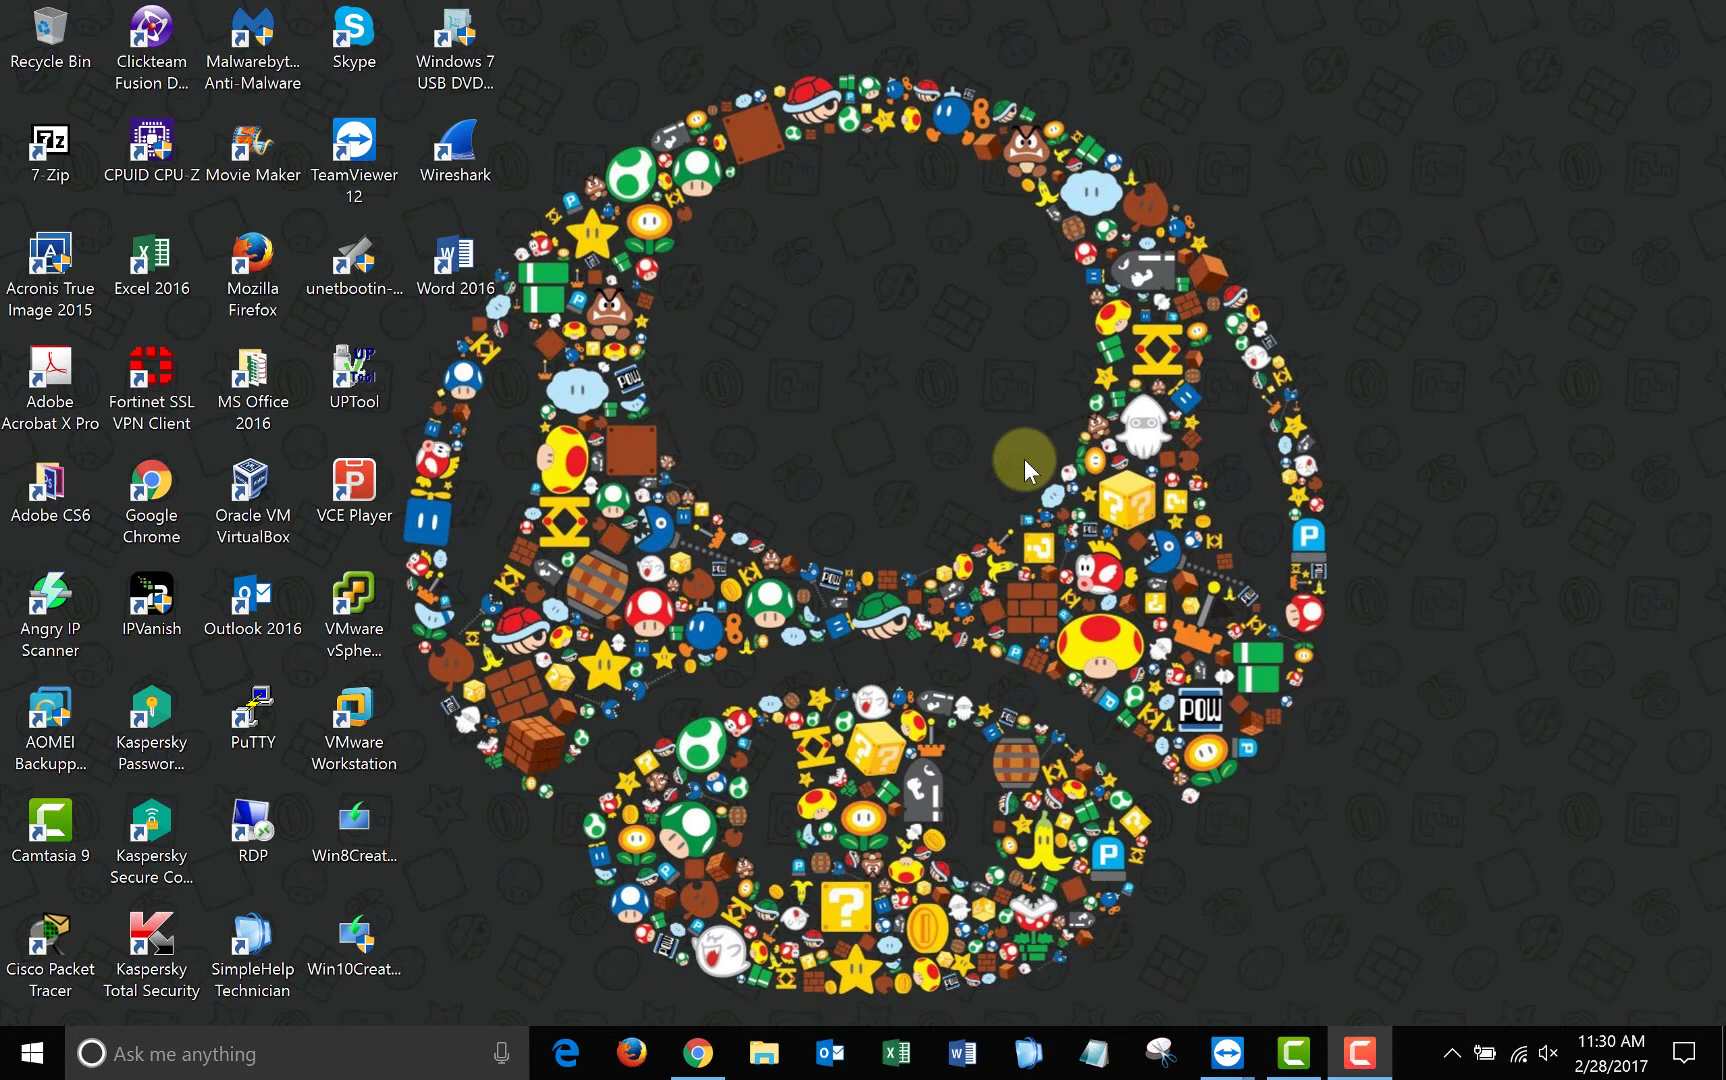 Recycle Bin
Clickteam
Fusion D...
Malwarebyt...
Anti-Malware
Skype
Windows 7
USB DVD...
7-Zip
CPUID CPU-Z
Movie Maker
TeamViewer
12
Wireshark
Acronis True
Image 2015
Excel 2016
Mozilla
Firefox
unetbootin-...
Word 2016
Adobe
Acrobat X Pro
Fortinet SSL
VPN Client
MS Office
2016
UPTool
Adobe CS6
Google
Chrome
Oracle VM
VirtualBox
VCE Player
Angry IP
Scanner
IPVanish
Outlook 2016
VMware
vSphe...
AOMEI
Backupp...
Kaspersky
Passwor...
PuTTY
VMware
Workstation
Camtasia 9
Kaspersky
Secure Co...
RDP
Win8Creat...
Cisco Packet
Tracer
Kaspersky
Total Security
SimpleHelp
Technician
Win10Creat...
POW
P
P
Ask me anything
11:30 AM
2/28/2017